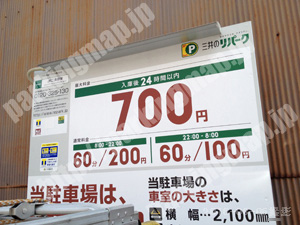 三井のリパーク
P
最大料金
入庫後24時間以内
700円
通常料金
8:00-22:00
60分/200円
22:00-8:00
60分/100円
当駐車場は、
当駐車場の
車室の大きさは、
横 幅…2,100mm
parkingmap.jp